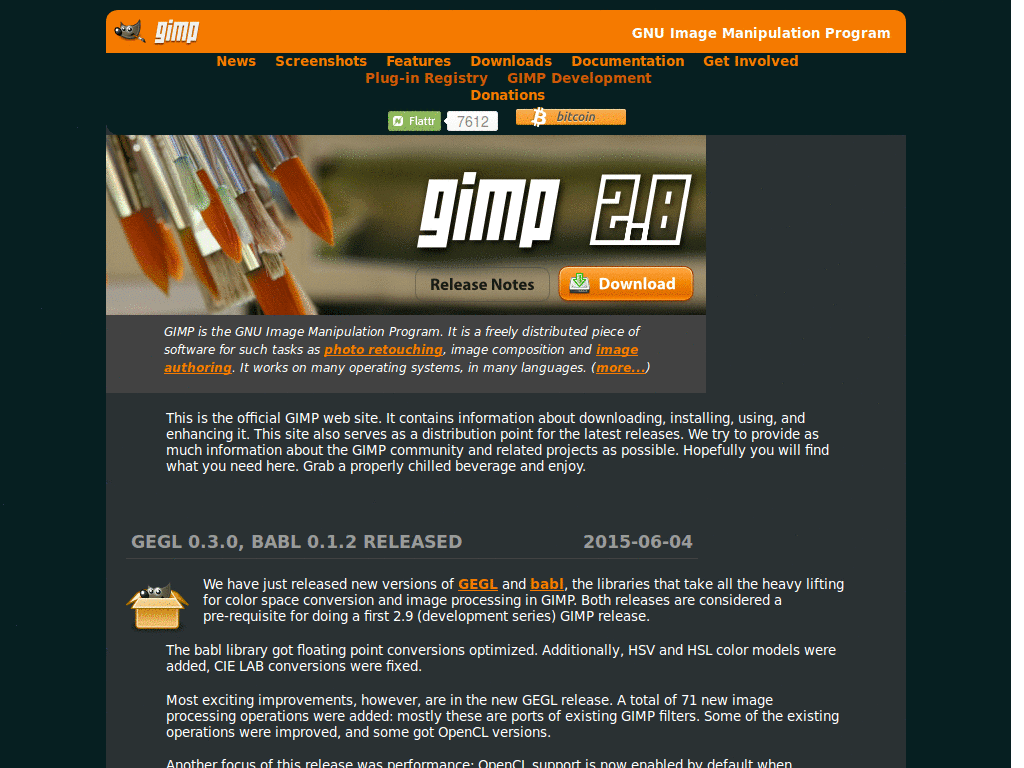 gimp
GNU Image Manipulation Program
News Screenshots Features Downloads Documentation Get Involved
Plug-in Registry GIMP Development
Donations
Flattr 7612 bitcoin
gimp 2.8
Release Notes Download
GIMP is the GNU Image Manipulation Program. It is a freely distributed piece of
software for such tasks as photo retouching, image composition and image
authoring. It works on many operating systems, in many languages. (more...)
This is the official GIMP web site. It contains information about downloading, installing, using, and
enhancing it. This site also serves as a distribution point for the latest releases. We try to provide as
much information about the GIMP community and related projects as possible. Hopefully you will find
what you need here. Grab a properly chilled beverage and enjoy.
GEGL 0.3.0, BABL 0.1.2 RELEASED 2015-06-04
We have just released new versions of GEGL and babl, the libraries that take all the heavy lifting
for color space conversion and image processing in GIMP. Both releases are considered a
pre-requisite for doing a first 2.9 (development series) GIMP release.
The babl library got floating point conversions optimized. Additionally, HSV and HSL color models were
added, CIE LAB conversions were fixed.
Most exciting improvements, however, are in the new GEGL release. A total of 71 new image
processing operations were added: mostly these are ports of existing GIMP filters. Some of the existing
operations were improved, and some got OpenCL versions.
Another focus of this release was performance: OpenCL support is now enabled by default when